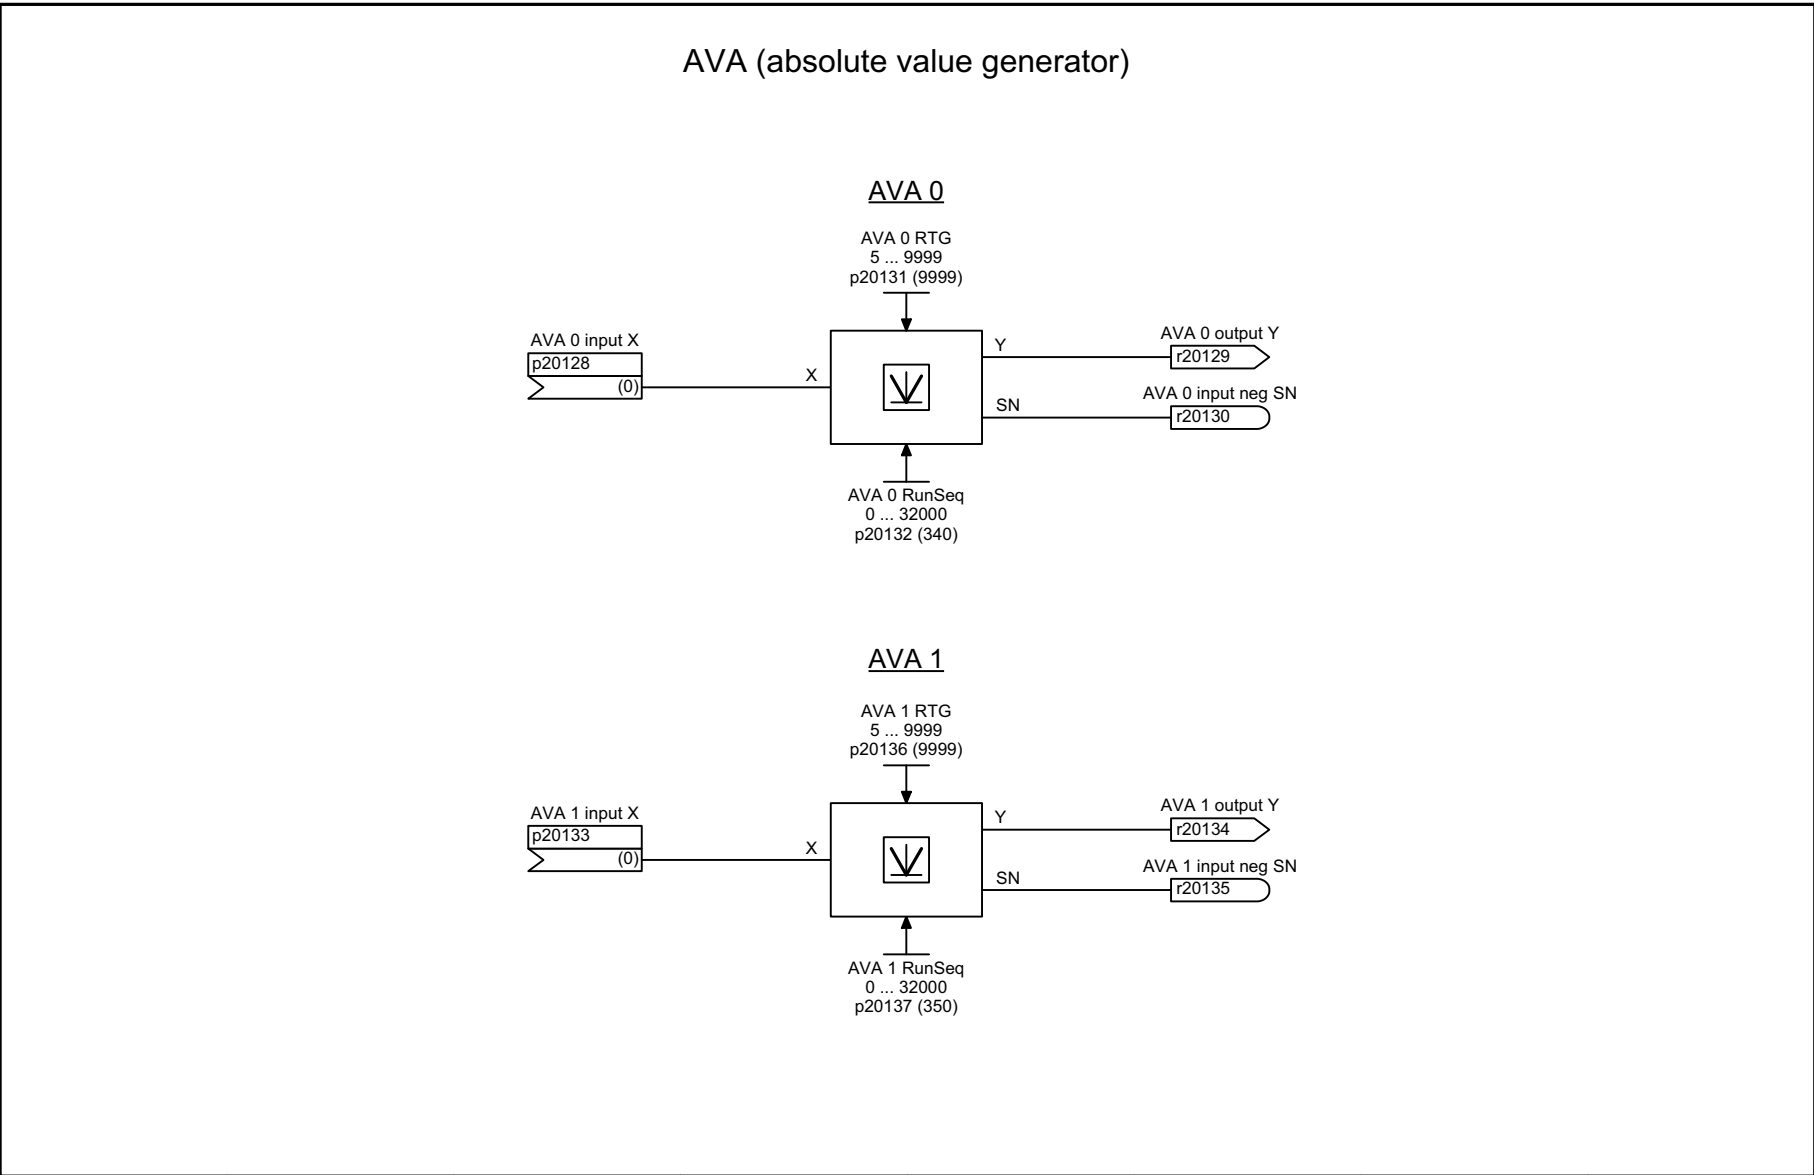 AVA (absolute value generator)
AVA 0
AVA 0 RTG
5 ... 9999
p20131 (9999)
AVA 0 input X
p20128
(0)
X
Y
AVA 0 output Y
r20129
SN
AVA 0 input neg SN
r20130
AVA 0 RunSeq
0 ... 32000
p20132 (340)
AVA 1
AVA 1 RTG
5 ... 9999
p20136 (9999)
AVA 1 input X
p20133
(0)
X
Y
AVA 1 output Y
r20134
SN
AVA 1 input neg SN
r20135
AVA 1 RunSeq
0 ... 32000
p20137 (350)